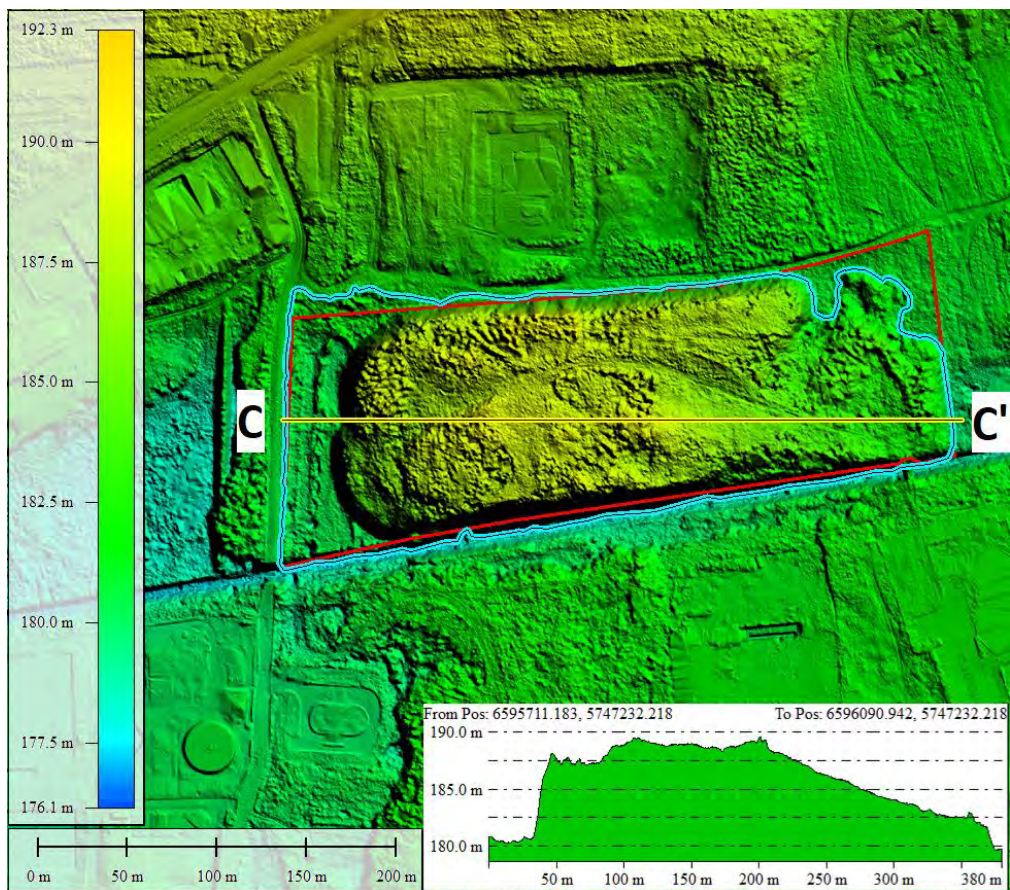 192.3 m
190.0 m
187.5 m
185.0 m
182.5 m
180.0 m
177.5 m
176.1 m
C
C'
0 m
50 m
100 m
150 m
200 m
From Pos: 6595711.183, 5747232.218
To Pos: 6596090.942, 5747232.218
190.0 m
185.0 m
180.0 m
50 m
100 m
150 m
200 m
250 m
300 m
380 m